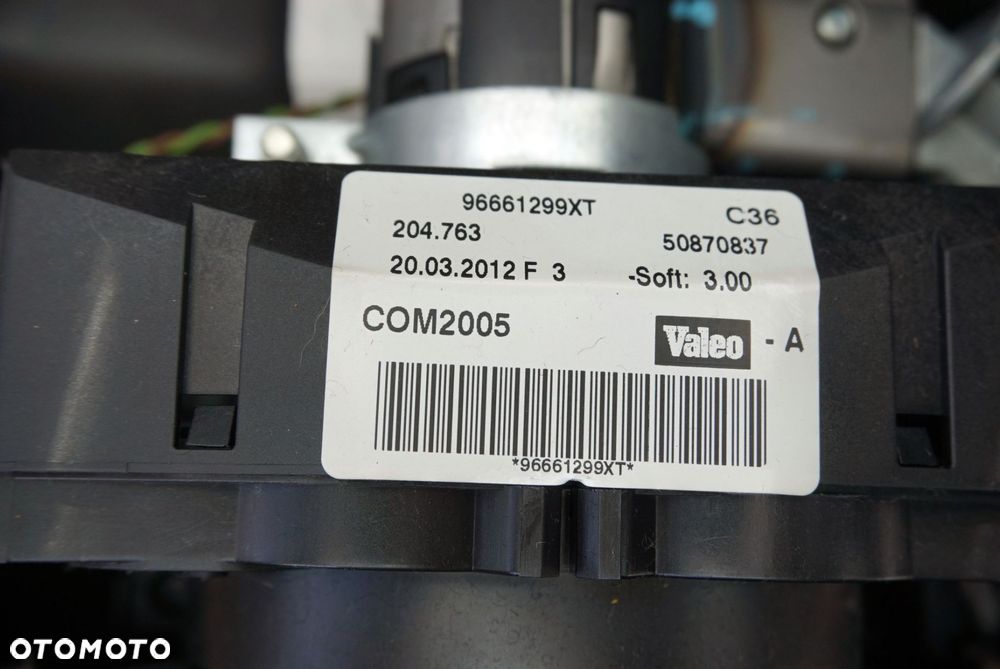 96661299XT
C36
204.763
50870837
20.03.2012 F 3
-Soft: 3.00
COM2005
Valeo - A
*96661299XT*
OTOMOTO